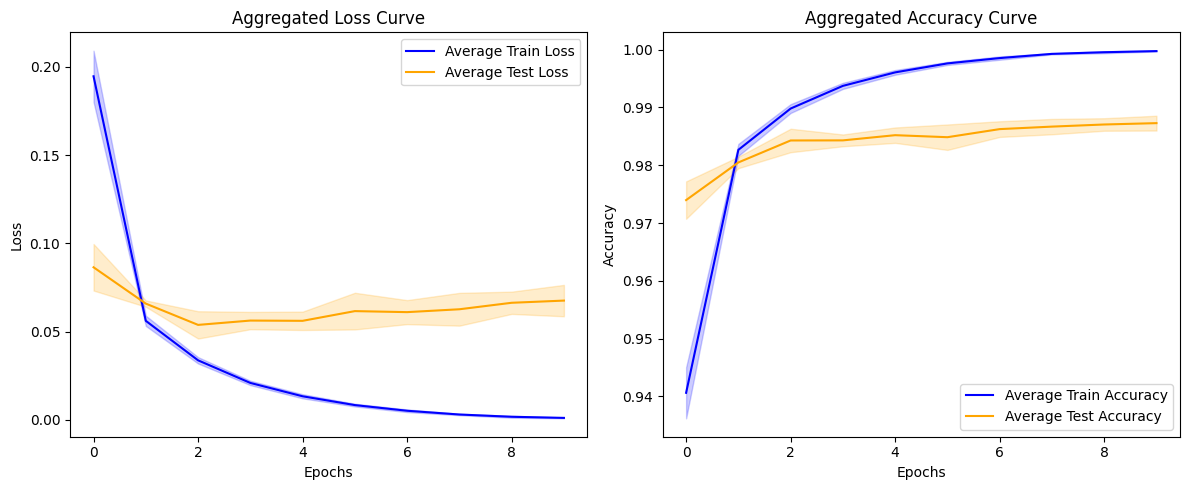 Aggregated Loss Curve
Loss
0.20
0.15
0.10
0.05
0.00
0 2 4 6 8
Epochs
Average Train Loss
Average Test Loss
Aggregated Accuracy Curve
Accuracy
1.00
0.99
0.98
0.97
0.96
0.95
0.94
0 2 4 6 8
Epochs
Average Train Accuracy
Average Test Accuracy